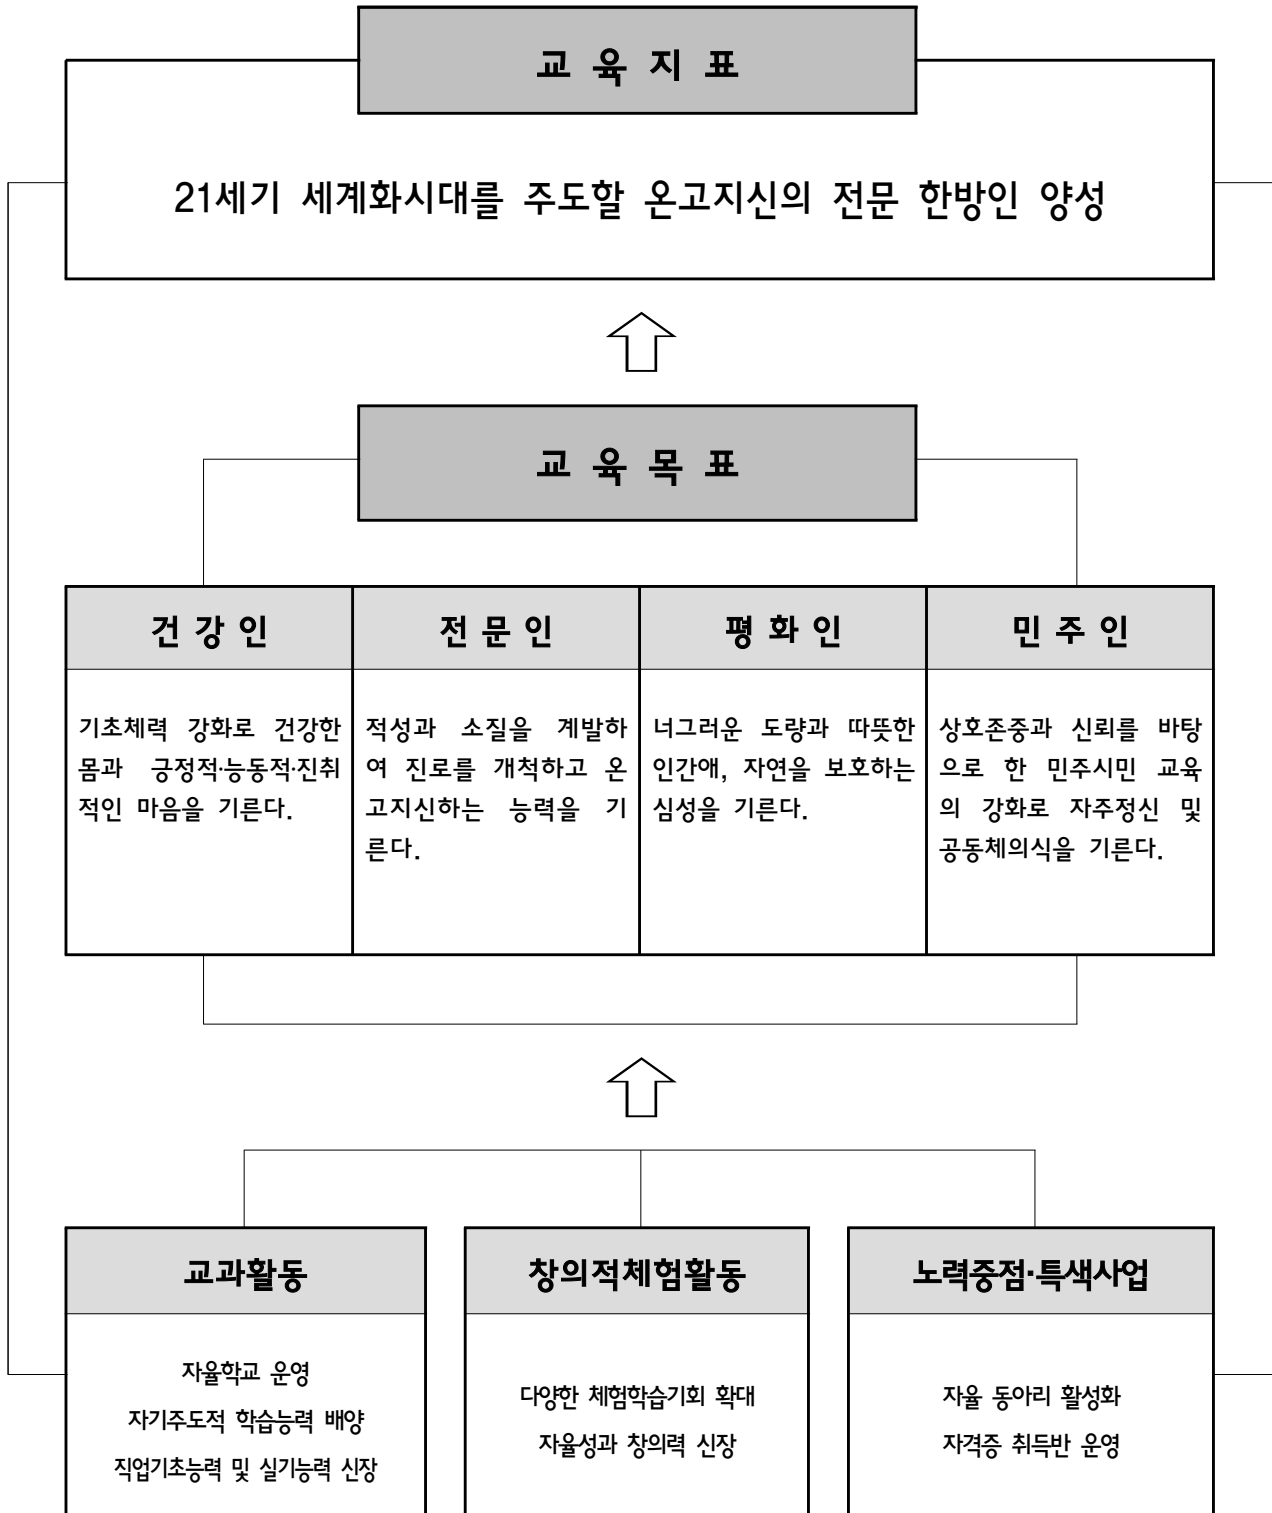 교 육 지 표
21세기 세계화시대를 주도할 온고지신의 전문 한방인 양성
교 육 목 표
건 강 인
전 문 인
평 화 인
민 주 인
기초체력 강화로 건강한
몸과 긍정적·능동적·진취
적인 마음을 기른다.
적성과 소질을 계발하
여 진로를 개척하고 온
고지신하는 능력을 기
른다.
너그러운 도량과 따뜻한
인간애, 자연을 보호하는
심성을 기른다.
상호존중과 신뢰를 바탕
으로 한 민주시민 교육
의 강화로 자주정신 및
공동체의식을 기른다.
교과활동
창의적체험활동
노력중점·특색사업
자율학교 운영
자기주도적 학습능력 배양
직업기초능력 및 실기능력 신장
다양한 체험학습기회 확대
자율성과 창의력 신장
자율 동아리 활성화
자격증 취득반 운영